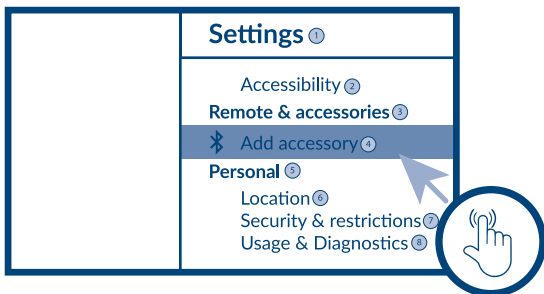 Settings 1
Accessibility 2
Remote & accessories 3
Add accessory 4
Personal 5
Location 6
Security & restrictions 7
Usage & Diagnostics 8